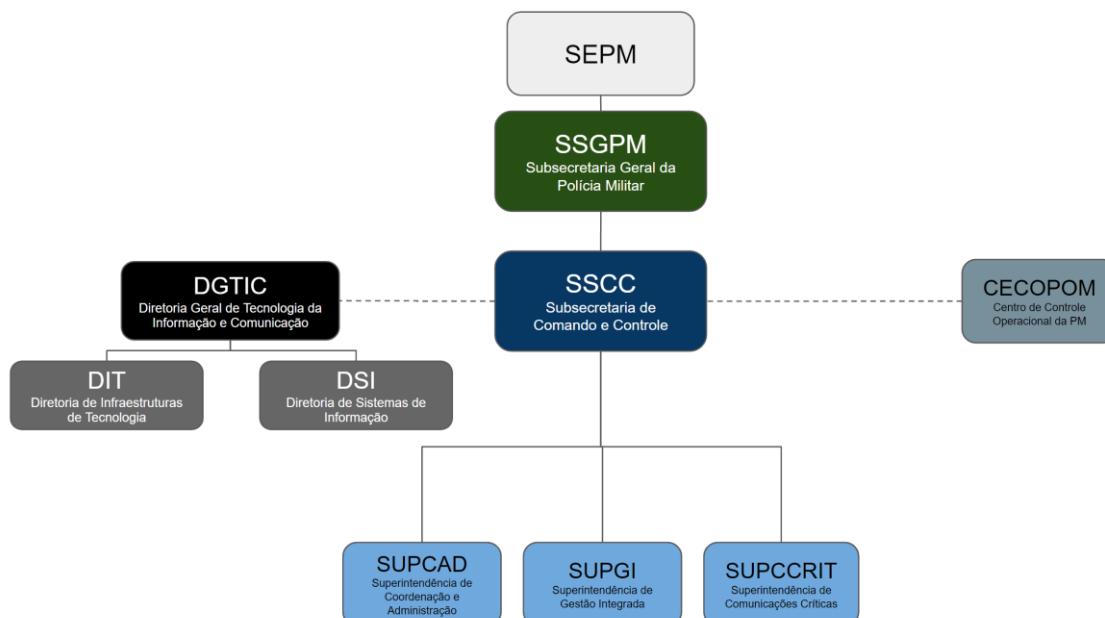 SEPM
SSGPM
Subsecretaria Geral da
Polícia Militar
DGTIC
Diretoria Geral de Tecnologia da
Informação e Comunicação
SSCC
Subsecretaria de
Comando e Controle
CECOPOM
Centro de Controle
Operacional da PM
DIT
Diretoria de Infraestruturas
de Tecnologia
DSI
Diretoria de Sistemas de
Informação
SUPCAD
Superintendência de
Coordenação e
Administração
SUPGI
Superintendência de
Gestão Integrada
SUPCCRIT
Superintendência de
Comunicações Críticas